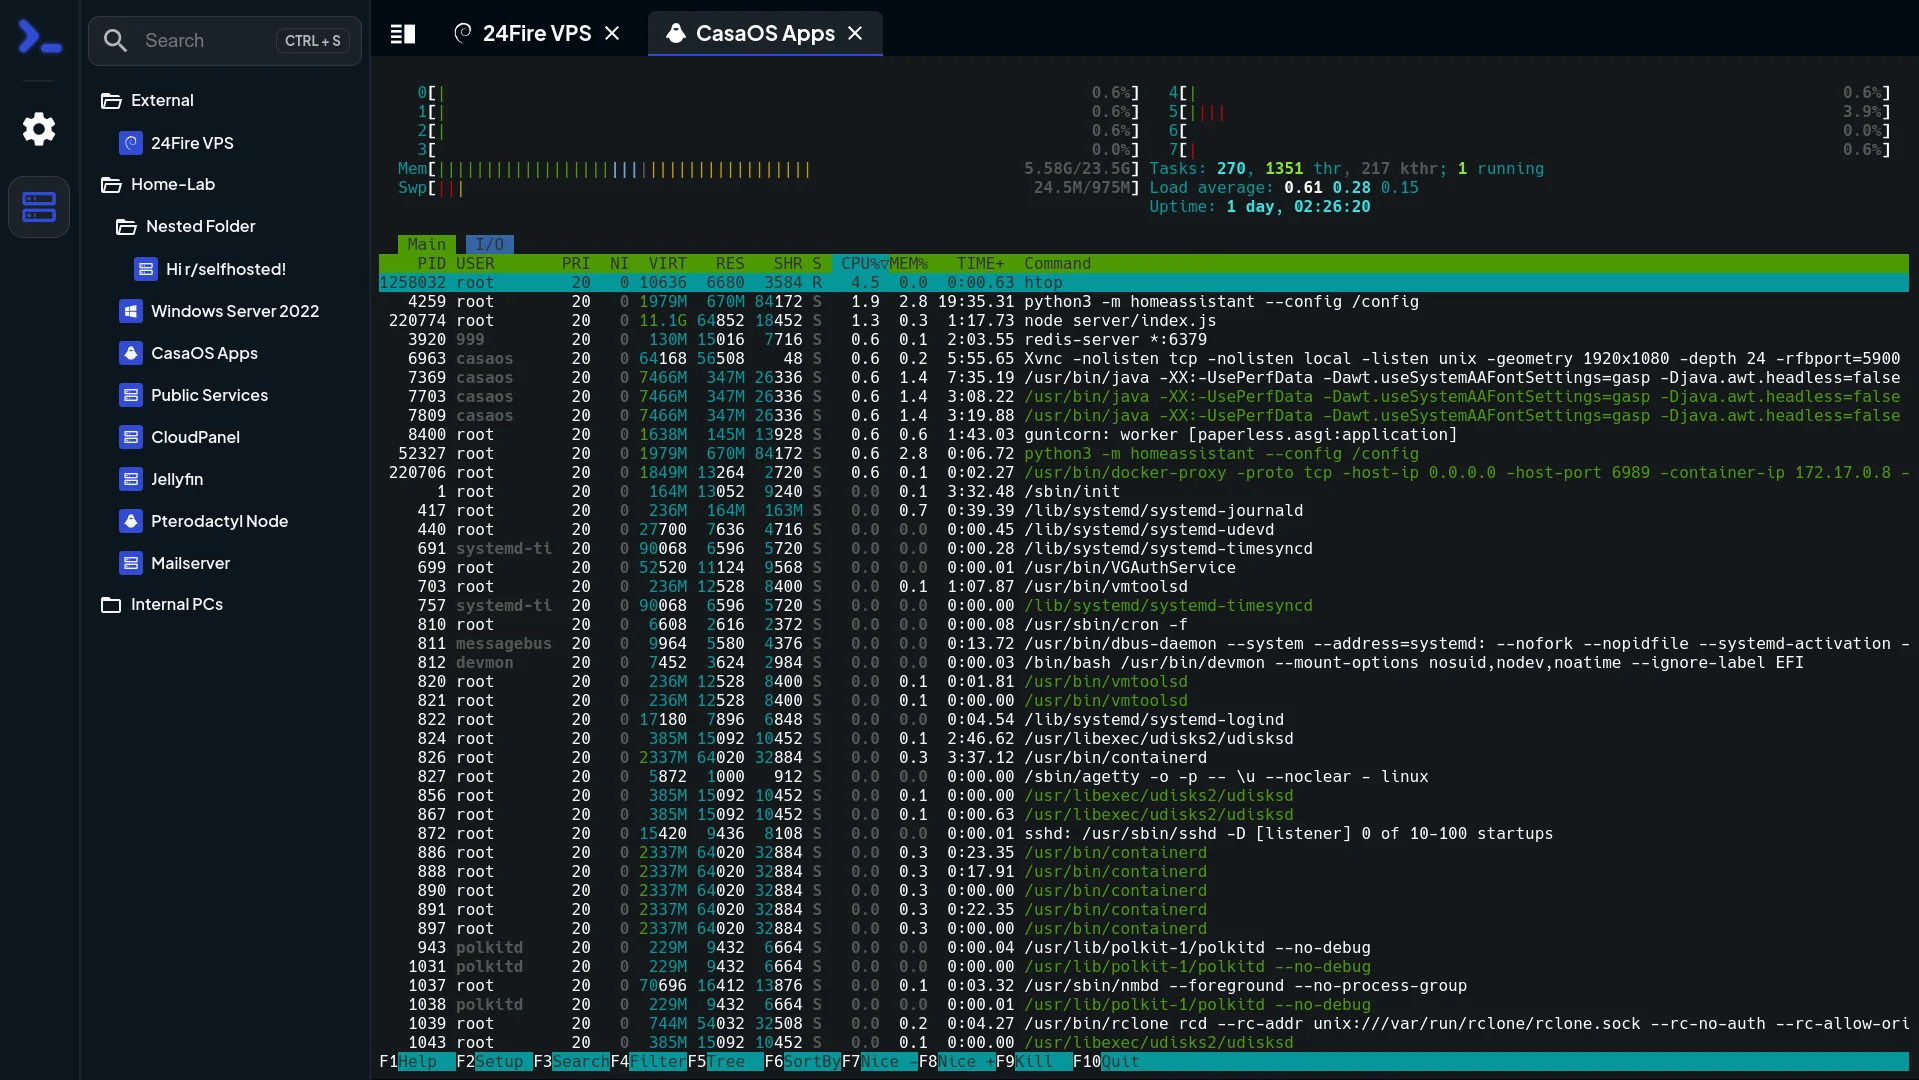 Search CTRL + S
External
24Fire VPS
Home-Lab
Nested Folder
Hi r/selfhosted!
Windows Server 2022
CasaOS Apps
Public Services
CloudPanel
Jellyfin
Pterodactyl Node
Mailserver
Internal PCs
24Fire VPS CasaOS Apps
0[| 0.6%] 4[| 0.6%]
1[| 0.6%] 5[|||| 3.9%]
2[| 0.6%] 6[ 0.0%]
3[ 0.0%] 7[| 0.6%]
Mem[||||||||||||||||||||||||||||||||||||||| 5.58G/23.5G] Tasks: 270, 1351 thr, 217 kthr; 1 running
Swp[||| 24.5M/975M] Load average: 0.61 0.28 0.15
Uptime: 1 day, 02:26:20
Main I/O
PID USER PRI NI VIRT RES SHR S CPU%▽MEM% TIME+ Command
1258032 root 20 0 10636 6680 3584 R 4.5 0.0 0:00.63 htop
4259 root 20 0 1979M 670M 84172 S 1.9 2.8 19:35.31 python3 -m homeassistant --config /config
220774 root 20 0 11.1G 64852 18452 S 1.3 0.3 1:17.73 node server/index.js
3920 999 20 0 130M 15016 7716 S 0.6 0.1 2:03.55 redis-server *:6379
6963 casaos 20 0 64168 56508 48 S 0.6 0.2 5:55.65 Xvnc -nolisten tcp -nolisten local -listen unix -geometry 1920x1080 -depth 24 -rfbport=5900
7369 casaos 20 0 7466M 347M 26336 S 0.6 1.4 7:35.19 /usr/bin/java -XX:-UsePerfData -Dawt.useSystemAAFontSettings=gasp -Djava.awt.headless=false
7703 casaos 20 0 7466M 347M 26336 S 0.6 1.4 3:08.22 /usr/bin/java -XX:-UsePerfData -Dawt.useSystemAAFontSettings=gasp -Djava.awt.headless=false
7809 casaos 20 0 7466M 347M 26336 S 0.6 1.4 3:19.88 /usr/bin/java -XX:-UsePerfData -Dawt.useSystemAAFontSettings=gasp -Djava.awt.headless=false
8400 root 20 0 1638M 145M 13928 S 0.6 0.6 1:43.03 gunicorn: worker [paperless.asgi:application]
52327 root 20 0 1979M 670M 84172 S 0.6 2.8 0:06.72 python3 -m homeassistant --config /config
220706 root 20 0 1849M 13264 2720 S 0.6 0.1 0:02.27 /usr/bin/docker-proxy -proto tcp -host-ip 0.0.0.0 -host-port 6989 -container-ip 172.17.0.8 -
1 root 20 0 164M 13052 9240 S 0.0 0.1 3:32.48 /sbin/init
417 root 20 0 236M 164M 163M S 0.0 0.7 0:39.39 /lib/systemd/systemd-journald
440 root 20 0 27700 7636 4716 S 0.0 0.0 0:00.45 /lib/systemd/systemd-udevd
691 systemd-ti 20 0 90068 6596 5720 S 0.0 0.0 0:00.28 /lib/systemd/systemd-timesyncd
699 root 20 0 52520 11124 9568 S 0.0 0.0 0:00.01 /usr/bin/VGAuthService
703 root 20 0 236M 12528 8400 S 0.0 0.1 1:07.87 /usr/bin/vmtoolsd
757 systemd-ti 20 0 90068 6596 5720 S 0.0 0.0 0:00.00 /lib/systemd/systemd-timesyncd
810 root 20 0 6608 2616 2372 S 0.0 0.0 0:00.08 /usr/sbin/cron -f
811 messagebus 20 0 9964 5580 4376 S 0.0 0.0 0:13.72 /usr/bin/dbus-daemon --system --address=systemd: --nofork --nopidfile --systemd-activation -
812 devmon 20 0 7452 3624 2984 S 0.0 0.0 0:00.03 /bin/bash /usr/bin/devmon --mount-options nosuid,nodev,noatime --ignore-label EFI
820 root 20 0 236M 12528 8400 S 0.0 0.1 0:01.81 /usr/bin/vmtoolsd
821 root 20 0 236M 12528 8400 S 0.0 0.1 0:00.00 /usr/bin/vmtoolsd
822 root 20 0 17180 7896 6848 S 0.0 0.0 0:04.54 /lib/systemd/systemd-logind
824 root 20 0 385M 15092 10452 S 0.0 0.1 2:46.62 /usr/libexec/udisks2/udisksd
826 root 20 0 2337M 64020 32884 S 0.0 0.3 3:37.12 /usr/bin/containerd
827 root 20 0 5872 1000 912 S 0.0 0.0 0:00.00 /sbin/agetty -o -p -- \u --noclear - linux
856 root 20 0 385M 15092 10452 S 0.0 0.1 0:00.00 /usr/libexec/udisks2/udisksd
867 root 20 0 385M 15092 10452 S 0.0 0.1 0:00.63 /usr/libexec/udisks2/udisksd
872 root 20 0 15420 9436 8108 S 0.0 0.0 0:00.01 sshd: /usr/sbin/sshd -D [listener] 0 of 10-100 startups
886 root 20 0 2337M 64020 32884 S 0.0 0.3 0:23.35 /usr/bin/containerd
888 root 20 0 2337M 64020 32884 S 0.0 0.3 0:17.91 /usr/bin/containerd
890 root 20 0 2337M 64020 32884 S 0.0 0.3 0:00.00 /usr/bin/containerd
891 root 20 0 2337M 64020 32884 S 0.0 0.3 0:22.35 /usr/bin/containerd
897 root 20 0 2337M 64020 32884 S 0.0 0.3 0:00.00 /usr/bin/containerd
943 polkitd 20 0 229M 9432 6664 S 0.0 0.0 0:00.04 /usr/lib/polkit-1/polkitd --no-debug
1031 polkitd 20 0 229M 9432 6664 S 0.0 0.0 0:00.00 /usr/lib/polkit-1/polkitd --no-debug
1037 root 20 0 70696 16412 13876 S 0.0 0.1 0:03.32 /usr/sbin/nmbd --foreground --no-process-group
1038 polkitd 20 0 229M 9432 6664 S 0.0 0.0 0:00.01 /usr/lib/polkit-1/polkitd --no-debug
1039 root 20 0 744M 54032 32508 S 0.0 0.2 0:04.27 /usr/bin/rclone rcd --rc-addr unix:///var/run/rclone/rclone.sock --rc-no-auth --rc-allow-ori
1043 root 20 0 385M 15092 10452 S 0.0 0.1 0:00.00 /usr/libexec/udisks2/udisksd
F1Help F2Setup F3SearchF4FilterF5Tree F6SortByF7Nice -F8Nice +F9Kill F10Quit